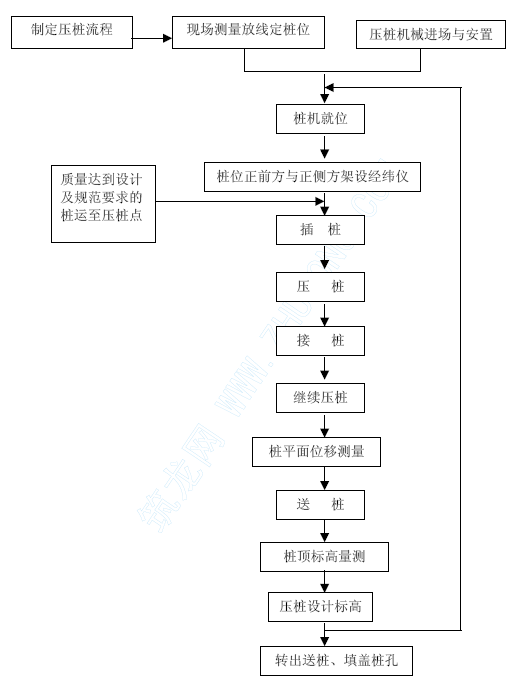 制定压桩流程
现场测量放线定桩位
压桩机械进场与安置
桩机就位
桩位正前方与正侧方架设经纬仪
质量达到设计
及规范要求的
桩运至压桩点
插 桩
压 桩
接 桩
继续压桩
桩平面位移测量
送 桩
桩顶标高量测
压桩设计标高
转出送桩、填盖桩孔